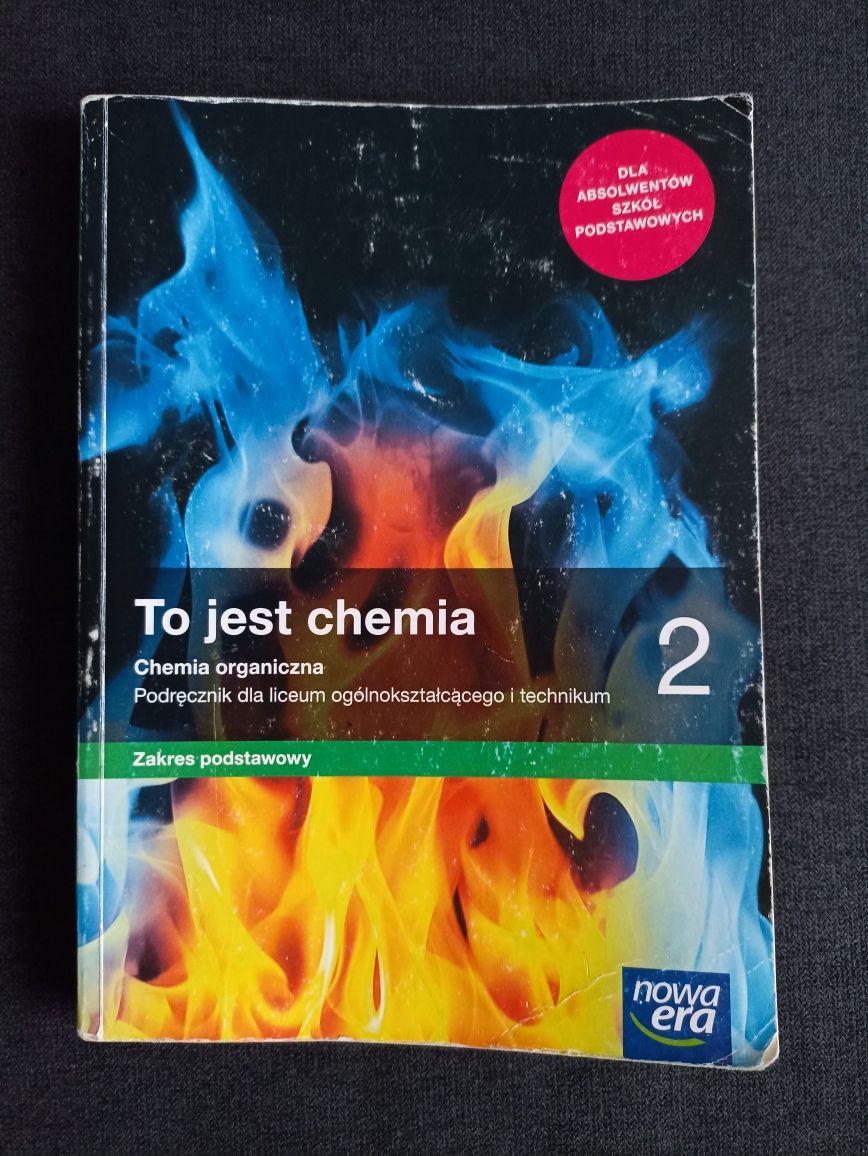 DLA
ABSOLWENTÓW
SZKÓŁ
PODSTAWOWYCH
To jest chemia
2
Chemia organiczna
Podręcznik dla liceum ogólnokształcącego i technikum
Zakres podstawowy
nowa
era